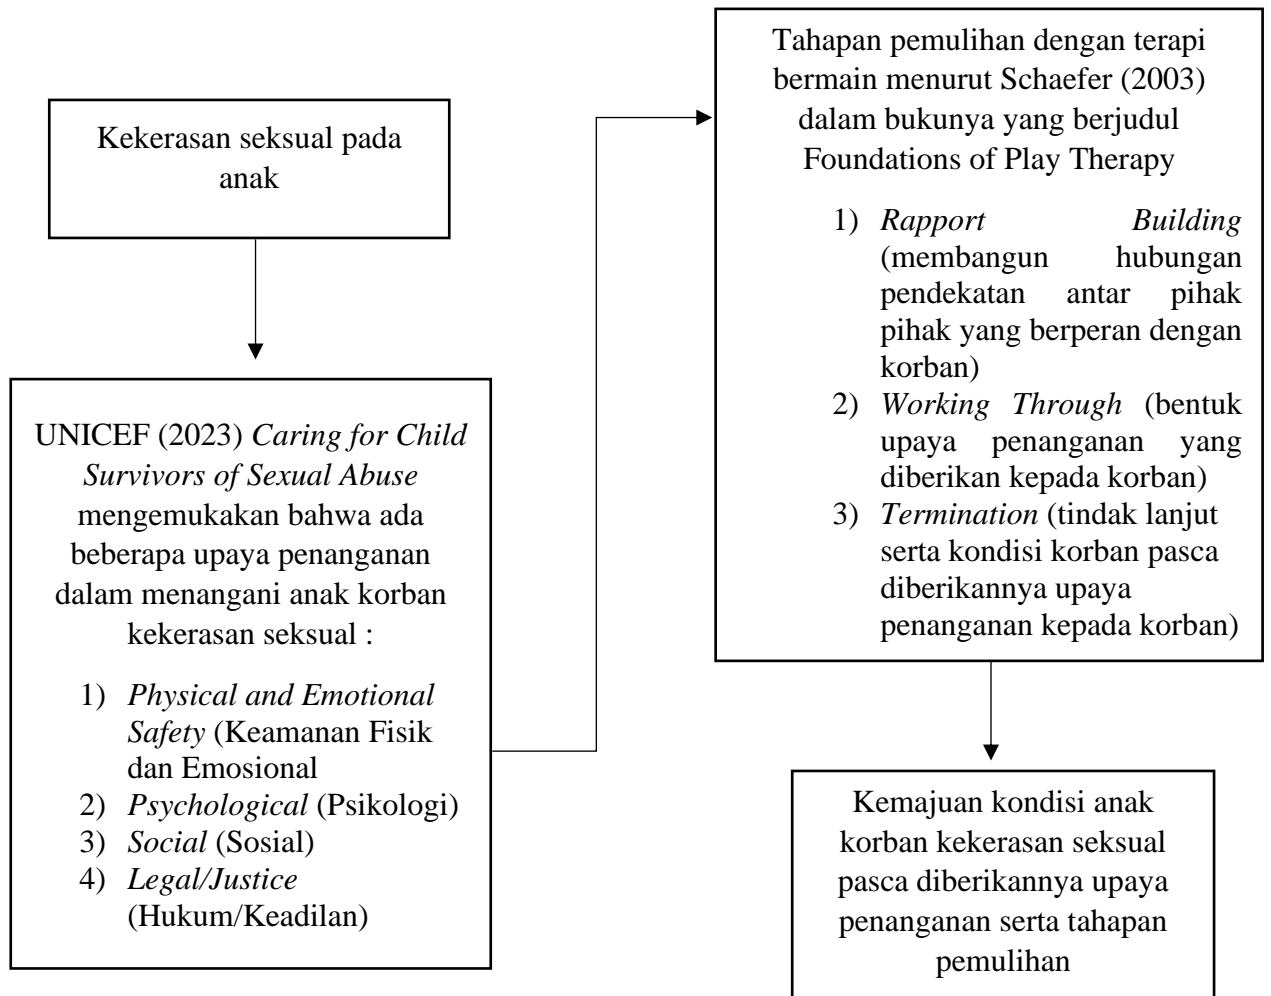 Kekerasan seksual pada
anak
UNICEF (2023) Caring for Child
Survivors of Sexual Abuse
mengemukakan bahwa ada
beberapa upaya penanganan
dalam menangani anak korban
kekerasan seksual :
1) Physical and Emotional
Safety (Keamanan Fisik
dan Emosional
2) Psychological (Psikologi)
3) Social (Sosial)
4) Legal/Justice
(Hukum/Keadilan)
Tahapan pemulihan dengan terapi
bermain menurut Schaefer (2003)
dalam bukunya yang berjudul
Foundations of Play Therapy
1) Rapport Building
(membangun hubungan
pendekatan antar pihak
pihak yang berperan dengan
korban)
2) Working Through (bentuk
upaya penanganan yang
diberikan kepada korban)
3) Termination (tindak lanjut
serta kondisi korban pasca
diberikannya upaya
penanganan kepada korban)
Kemajuan kondisi anak
korban kekerasan seksual
pasca diberikannya upaya
penanganan serta tahapan
pemulihan